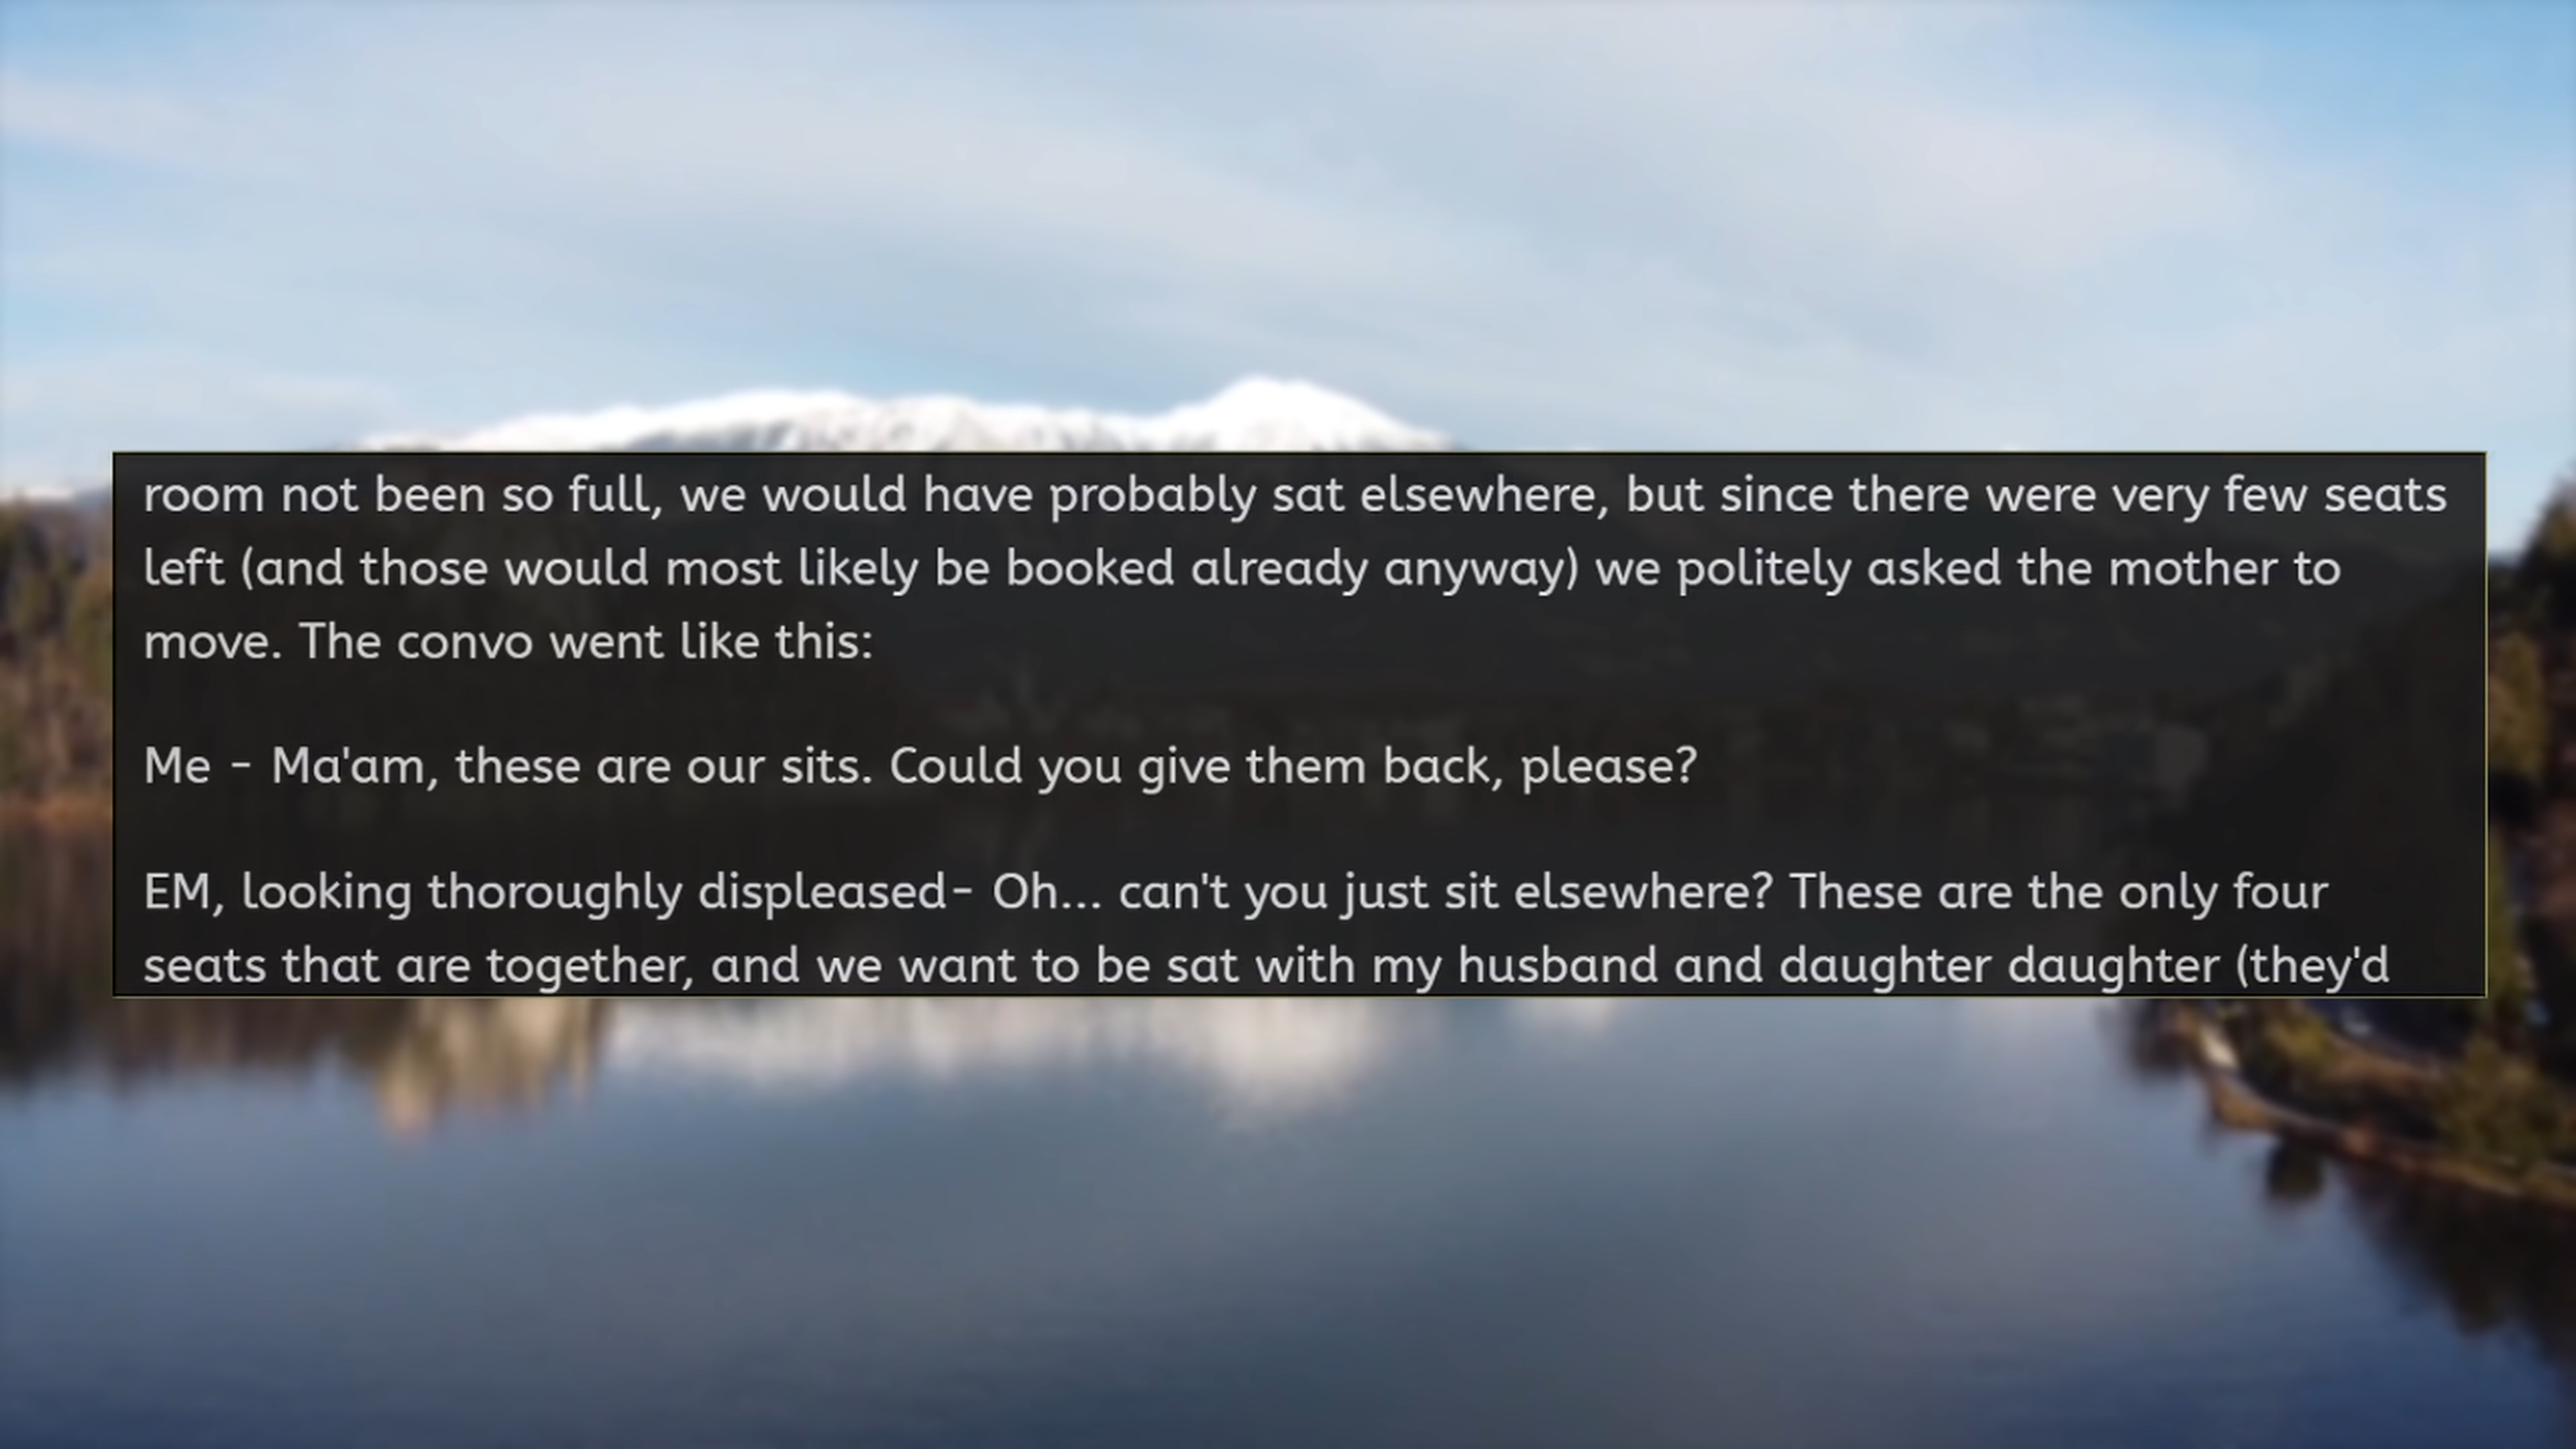 room not been so full, we would have probably sat elsewhere, but since there were very few seats
left (and those would most likely be booked already anyway) we politely asked the mother to
move. The convo went like this:
Me - Ma'am, these are our sits. Could you give them back, please?
EM, looking thoroughly displeased- Oh... can't you just sit elsewhere? These are the only four
seats that are together, and we want to be sat with my husband and daughter daughter (they'd